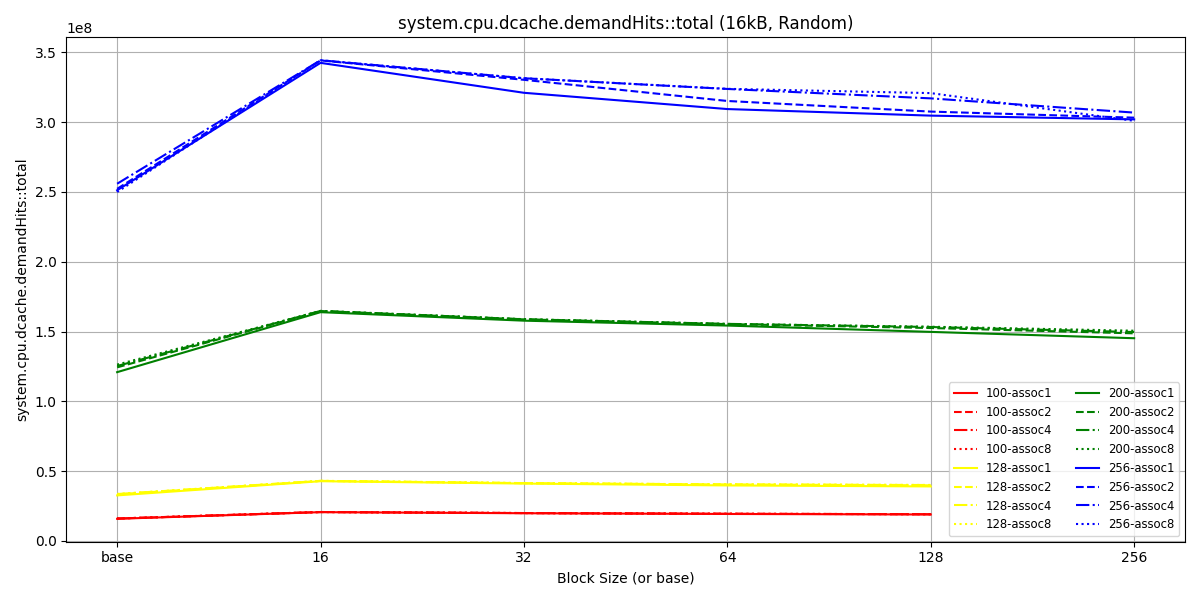 system.cpu.dcache.demandHits::total (16kB, Random)
1e8
3.5
3.0
2.5
2.0
1.5
1.0
0.5
0.0
system.cpu.dcache.demandHits::total
base 16 32 64 128 256
Block Size (or base)
100-assoc1 200-assoc1
100-assoc2 200-assoc2
100-assoc4 200-assoc4
100-assoc8 200-assoc8
128-assoc1 256-assoc1
128-assoc2 256-assoc2
128-assoc4 256-assoc4
128-assoc8 256-assoc8